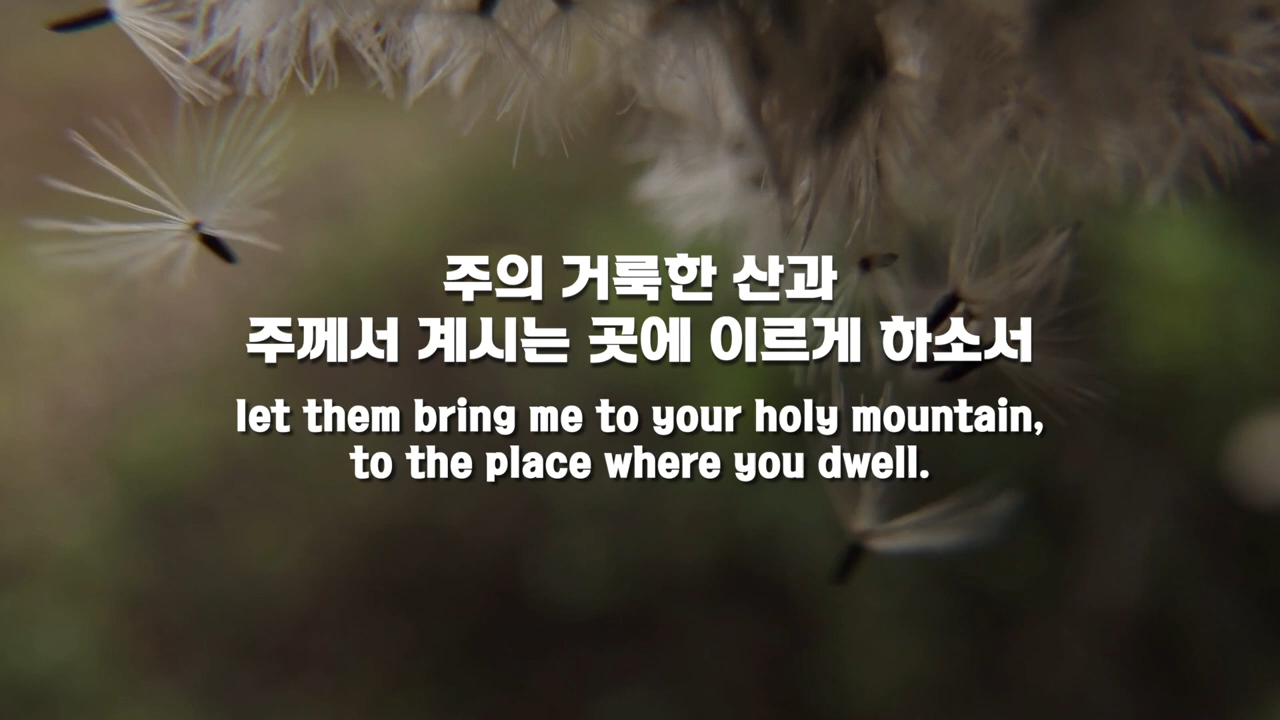 주의 거룩한 산과
주께서 계시는 곳에 이르게 하소서
let them bring me to your holy mountain,
to the place where you dwell.